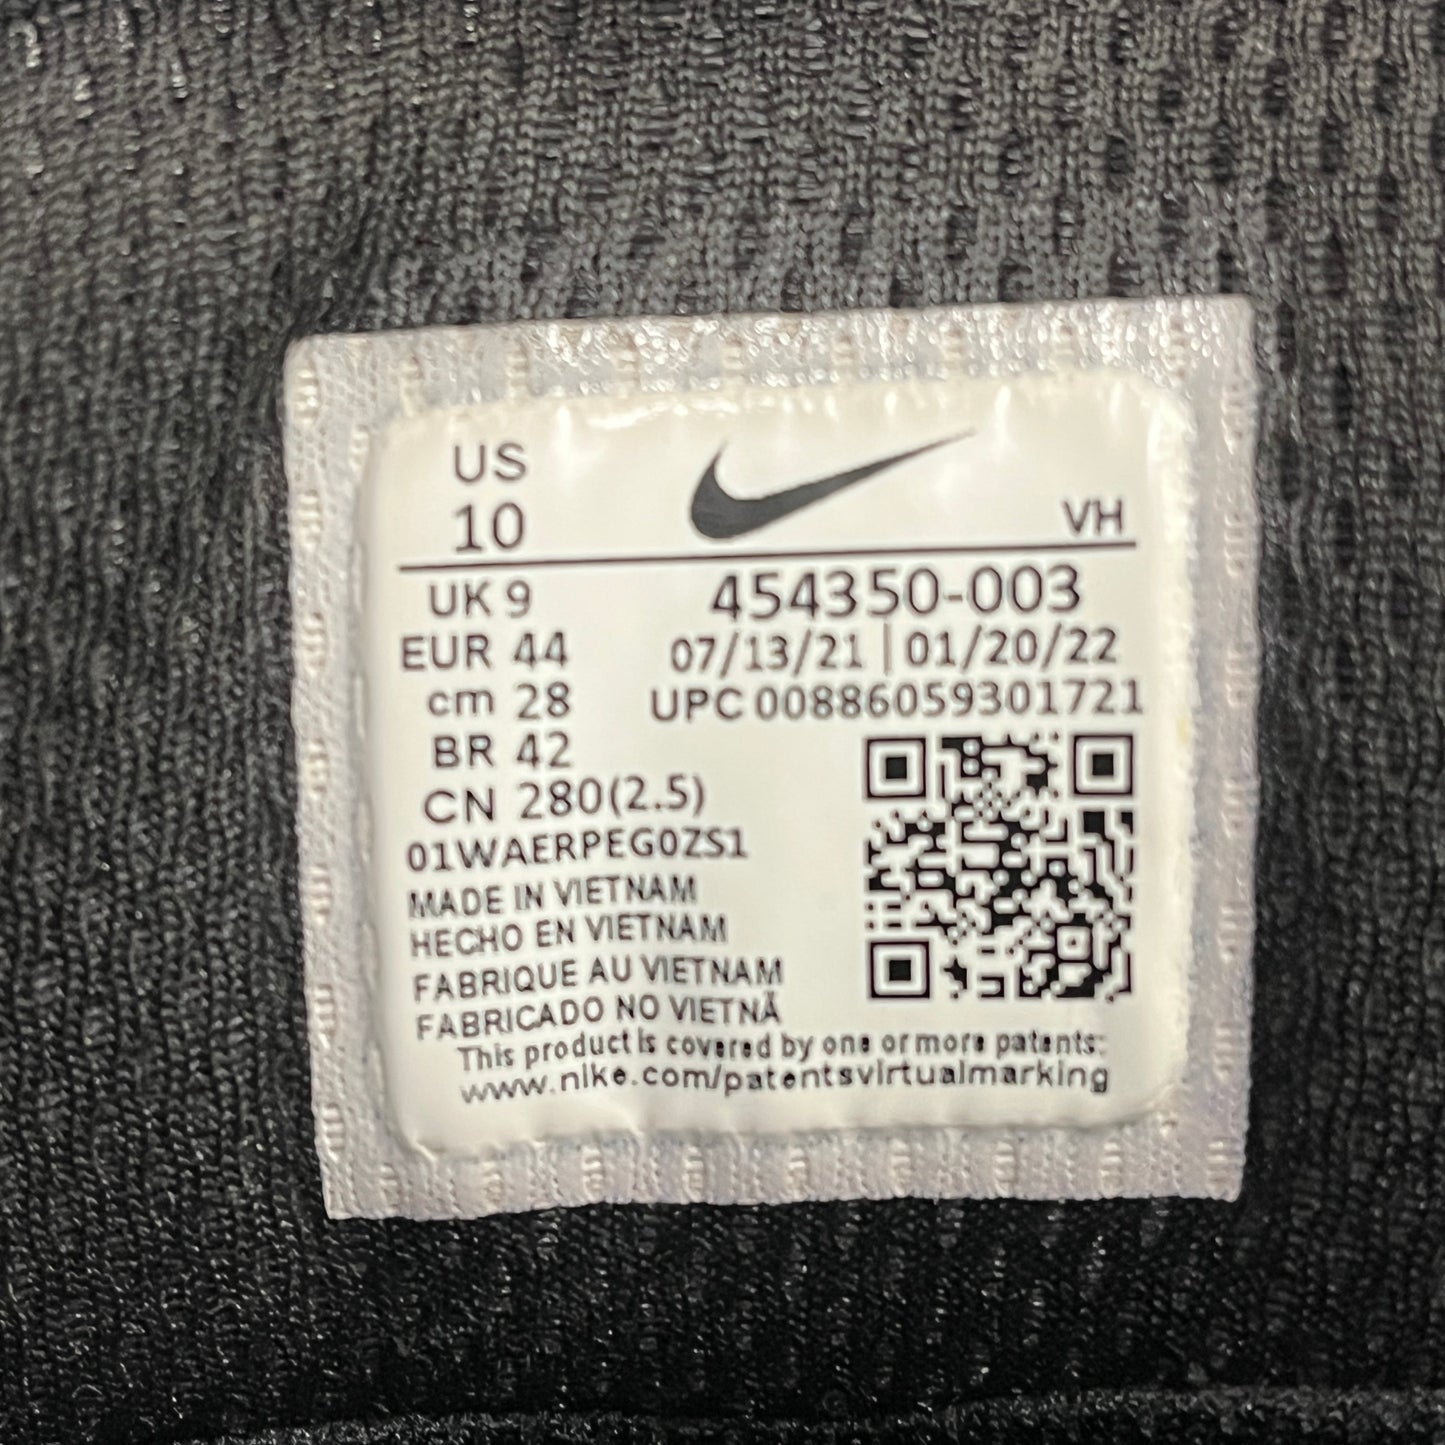 US
10
VH
UK 9
454350-003
EUR 44
07/13/21 | 01/20/22
cm 28
UPC 00886059301721
BR 42
CN 280(2.5)
01WAERPEG0ZS1
MADE IN VIETNAM
HECHO EN VIETNAM
FABRIQUE AU VIETNAM
FABRICADO NO VIETNÃ
This product is covered by one or more patents:
www.nike.com/patentsvirtualmarking